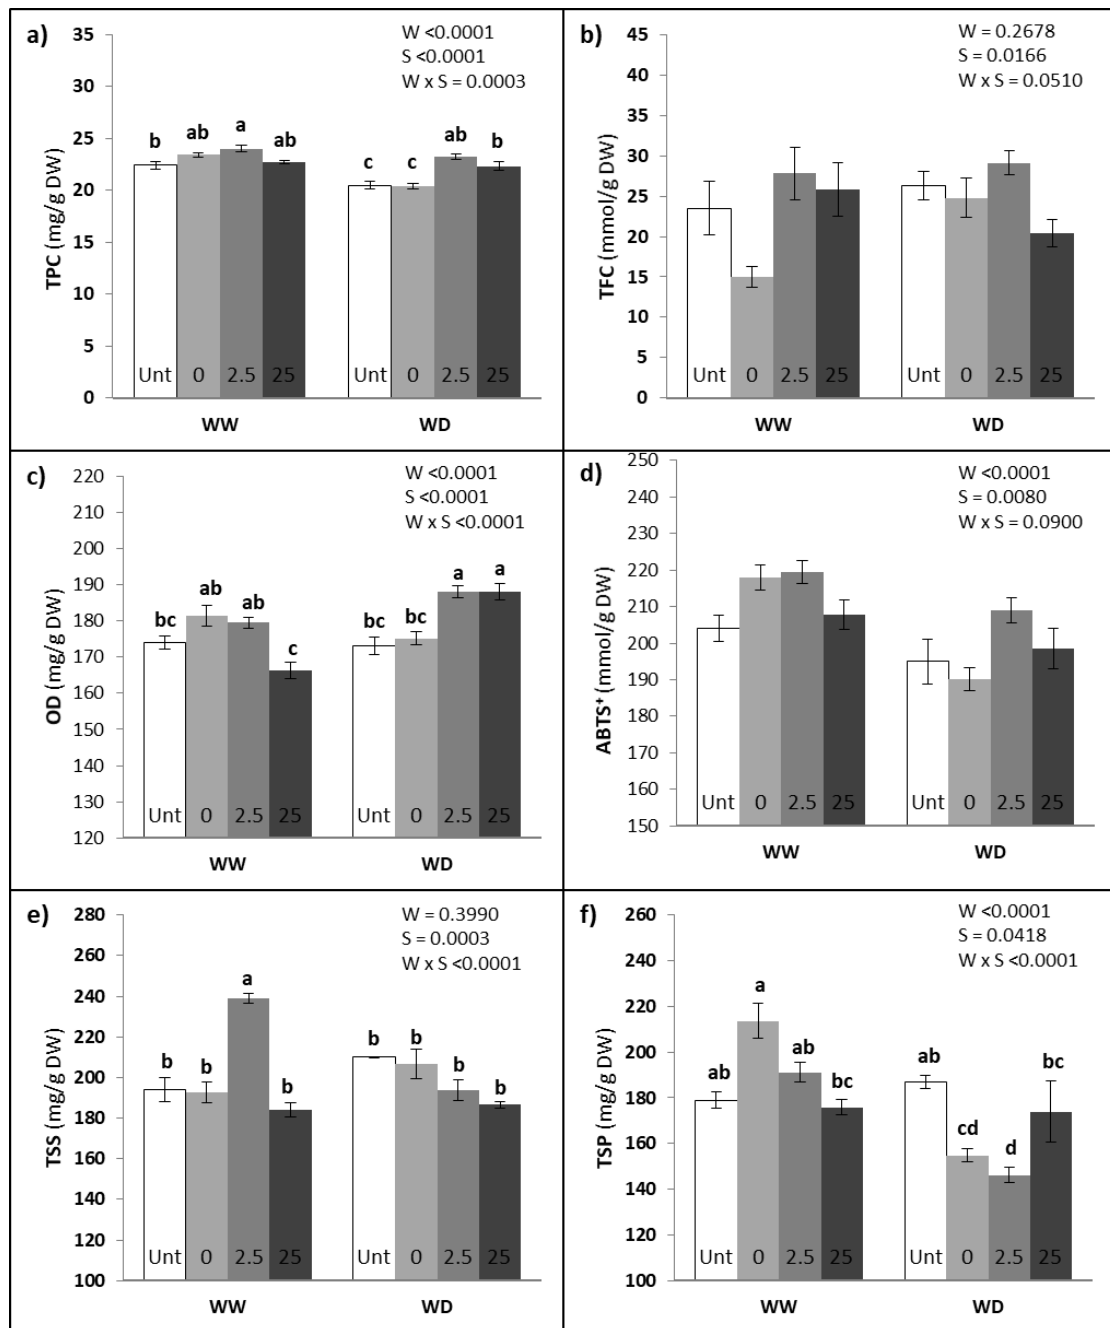 a)
W <0.0001
S <0.0001
W x S = 0.0003
TPC (mg/g DW)
40
35
30
25
20
15
10
5
0
b ab a ab c c ab b
Unt 0 2.5 25 Unt 0 2.5 25
WW WD
b)
W = 0.2678
S = 0.0166
W x S = 0.0510
TFC (mmol/g DW)
45
40
35
30
25
20
15
10
5
0
Unt 0 2.5 25 Unt 0 2.5 25
WW WD
c)
W <0.0001
S <0.0001
W x S <0.0001
OD (mg/g DW)
220
210
200
190
180
170
160
150
140
130
120
bc ab ab c bc bc a a
Unt 0 2.5 25 Unt 0 2.5 25
WW WD
d)
W <0.0001
S = 0.0080
W x S = 0.0900
ABTS⁺ (mmol/g DW)
250
240
230
220
210
200
190
180
170
160
150
Unt 0 2.5 25 Unt 0 2.5 25
WW WD
e)
W = 0.3990
S = 0.0003
W x S <0.0001
TSS (mg/g DW)
280
260
240
220
200
180
160
140
120
100
b b a b b b b b
Unt 0 2.5 25 Unt 0 2.5 25
WW WD
f)
W <0.0001
S = 0.0418
W x S <0.0001
TSP (mg/g DW)
260
240
220
200
180
160
140
120
100
ab a ab bc ab cd d bc
Unt 0 2.5 25 Unt 0 2.5 25
WW WD